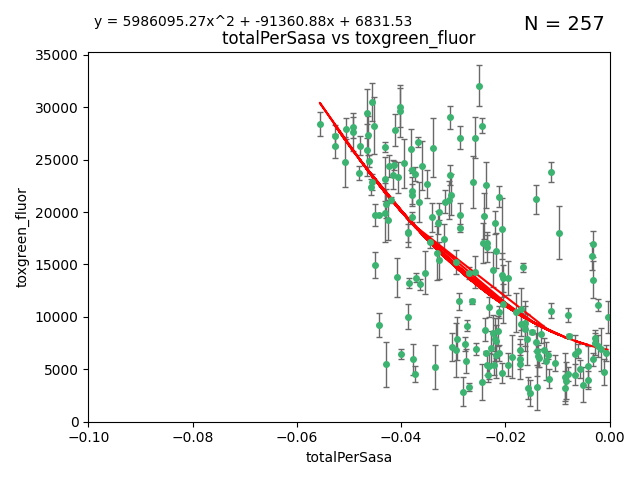 y = 5986095.27x^2 + -91360.88x + 6831.53
N = 257
totalPerSasa vs toxgreen_fluor
35000
30000
25000
20000
15000
10000
5000
0
toxgreen_fluor
−0.10 −0.08 −0.06 −0.04 −0.02 0.00
totalPerSasa